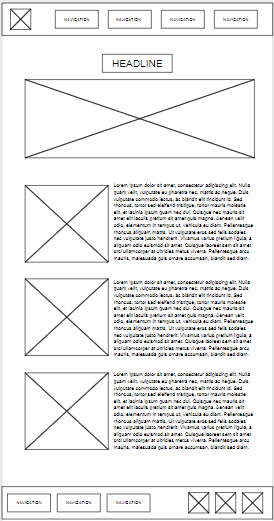 NAVIGATION NAVIGATION NAVIGATION NAVIGATION
HEADLINE
Lorem ipsum dolor sit amet, consectetur adipiscing elit. Nulla
quam velit, vulputate eu pharetra nec, mattis ac neque. Duis
vulputate commodo lectus, ac blandit elit tincidunt id. Sed
rhoncus, tortor sed eleifend tristique, tortor mauris molestie
elit, et lacinia ipsum quam nec dui. Quisque nec mauris sit
amet elit iaculis pretium sit amet quis magna. Aenean velit
odio, elementum in tempus ut, vehicula eu diam. Pellentesque
rhoncus aliquam mattis. Ut vulputate eros sed felis sodales
nec vulputate justo hendrerit. Vivamus varius pretium ligula, a
aliquam odio euismod sit amet. Quisque laoreet sem sit amet
orci ullamcorper at ultricies metus viverra. Pellentesque arcu
mauris, malesuada quis ornare accumsan, blandit sed diam.
Lorem ipsum dolor sit amet, consectetur adipiscing elit. Nulla
quam velit, vulputate eu pharetra nec, mattis ac neque. Duis
vulputate commodo lectus, ac blandit elit tincidunt id. Sed
rhoncus, tortor sed eleifend tristique, tortor mauris molestie
elit, et lacinia ipsum quam nec dui. Quisque nec mauris sit
amet elit iaculis pretium sit amet quis magna. Aenean velit
odio, elementum in tempus ut, vehicula eu diam. Pellentesque
rhoncus aliquam mattis. Ut vulputate eros sed felis sodales
nec vulputate justo hendrerit. Vivamus varius pretium ligula, a
aliquam odio euismod sit amet. Quisque laoreet sem sit amet
orci ullamcorper at ultricies metus viverra. Pellentesque arcu
mauris, malesuada quis ornare accumsan, blandit sed diam.
Lorem ipsum dolor sit amet, consectetur adipiscing elit. Nulla
quam velit, vulputate eu pharetra nec, mattis ac neque. Duis
vulputate commodo lectus, ac blandit elit tincidunt id. Sed
rhoncus, tortor sed eleifend tristique, tortor mauris molestie
elit, et lacinia ipsum quam nec dui. Quisque nec mauris sit
amet elit iaculis pretium sit amet quis magna. Aenean velit
odio, elementum in tempus ut, vehicula eu diam. Pellentesque
rhoncus aliquam mattis. Ut vulputate eros sed felis sodales
nec vulputate justo hendrerit. Vivamus varius pretium ligula, a
aliquam odio euismod sit amet. Quisque laoreet sem sit amet
orci ullamcorper at ultricies metus viverra. Pellentesque arcu
mauris, malesuada quis ornare accumsan, blandit sed diam.
NAVIGATION NAVIGATION NAVIGATION